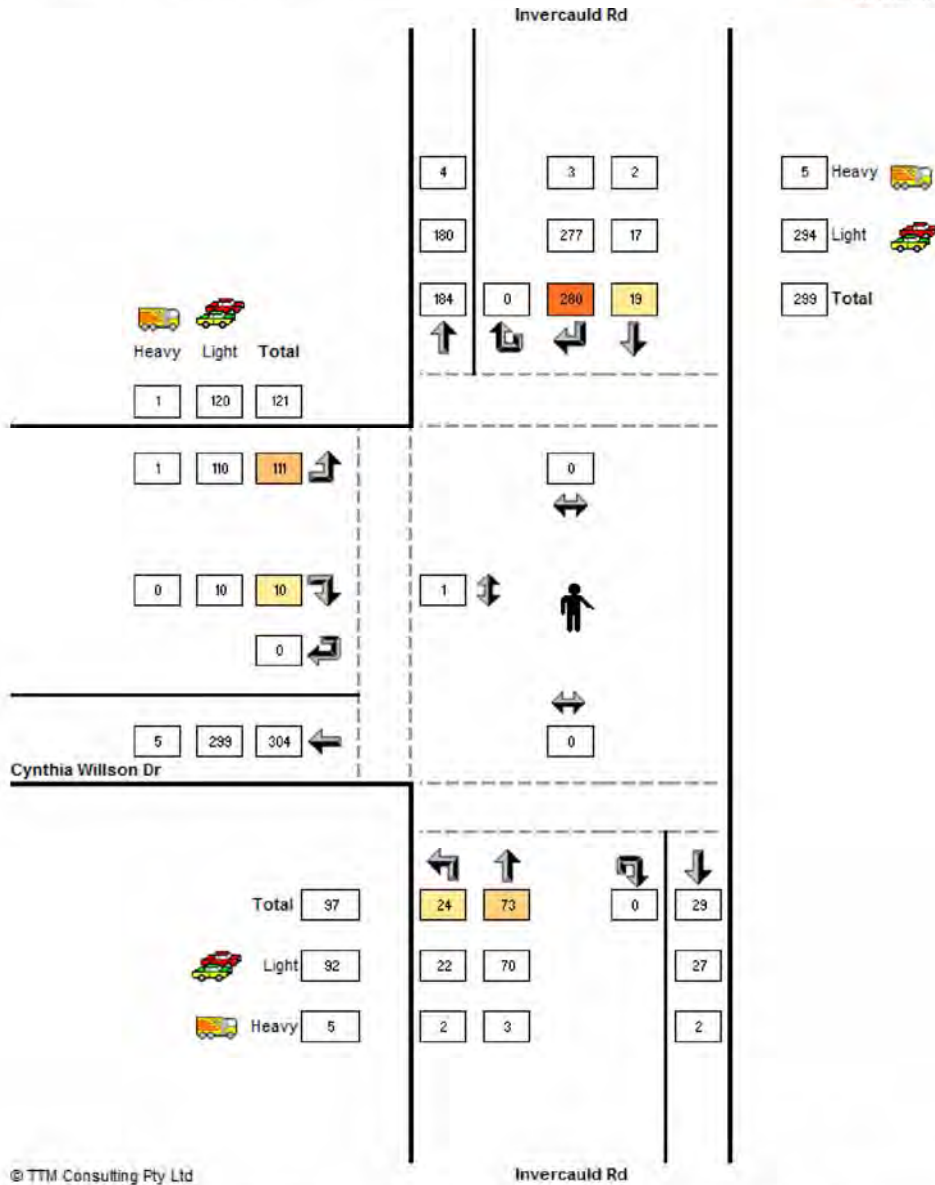 Invercauld Rd
4 3 2 5 Heavy
180 277 17 294 Light
184 0 280 19 299 Total
Heavy Light Total
1 120 121
1 110 111 0
0 10 10 1
0
5 299 304 0
Cynthia Willson Dr
Total 97 24 73 0 29
Light 92 22 70 27
Heavy 5 2 3 2
© TTM Consulting Pty Ltd Invercauld Rd